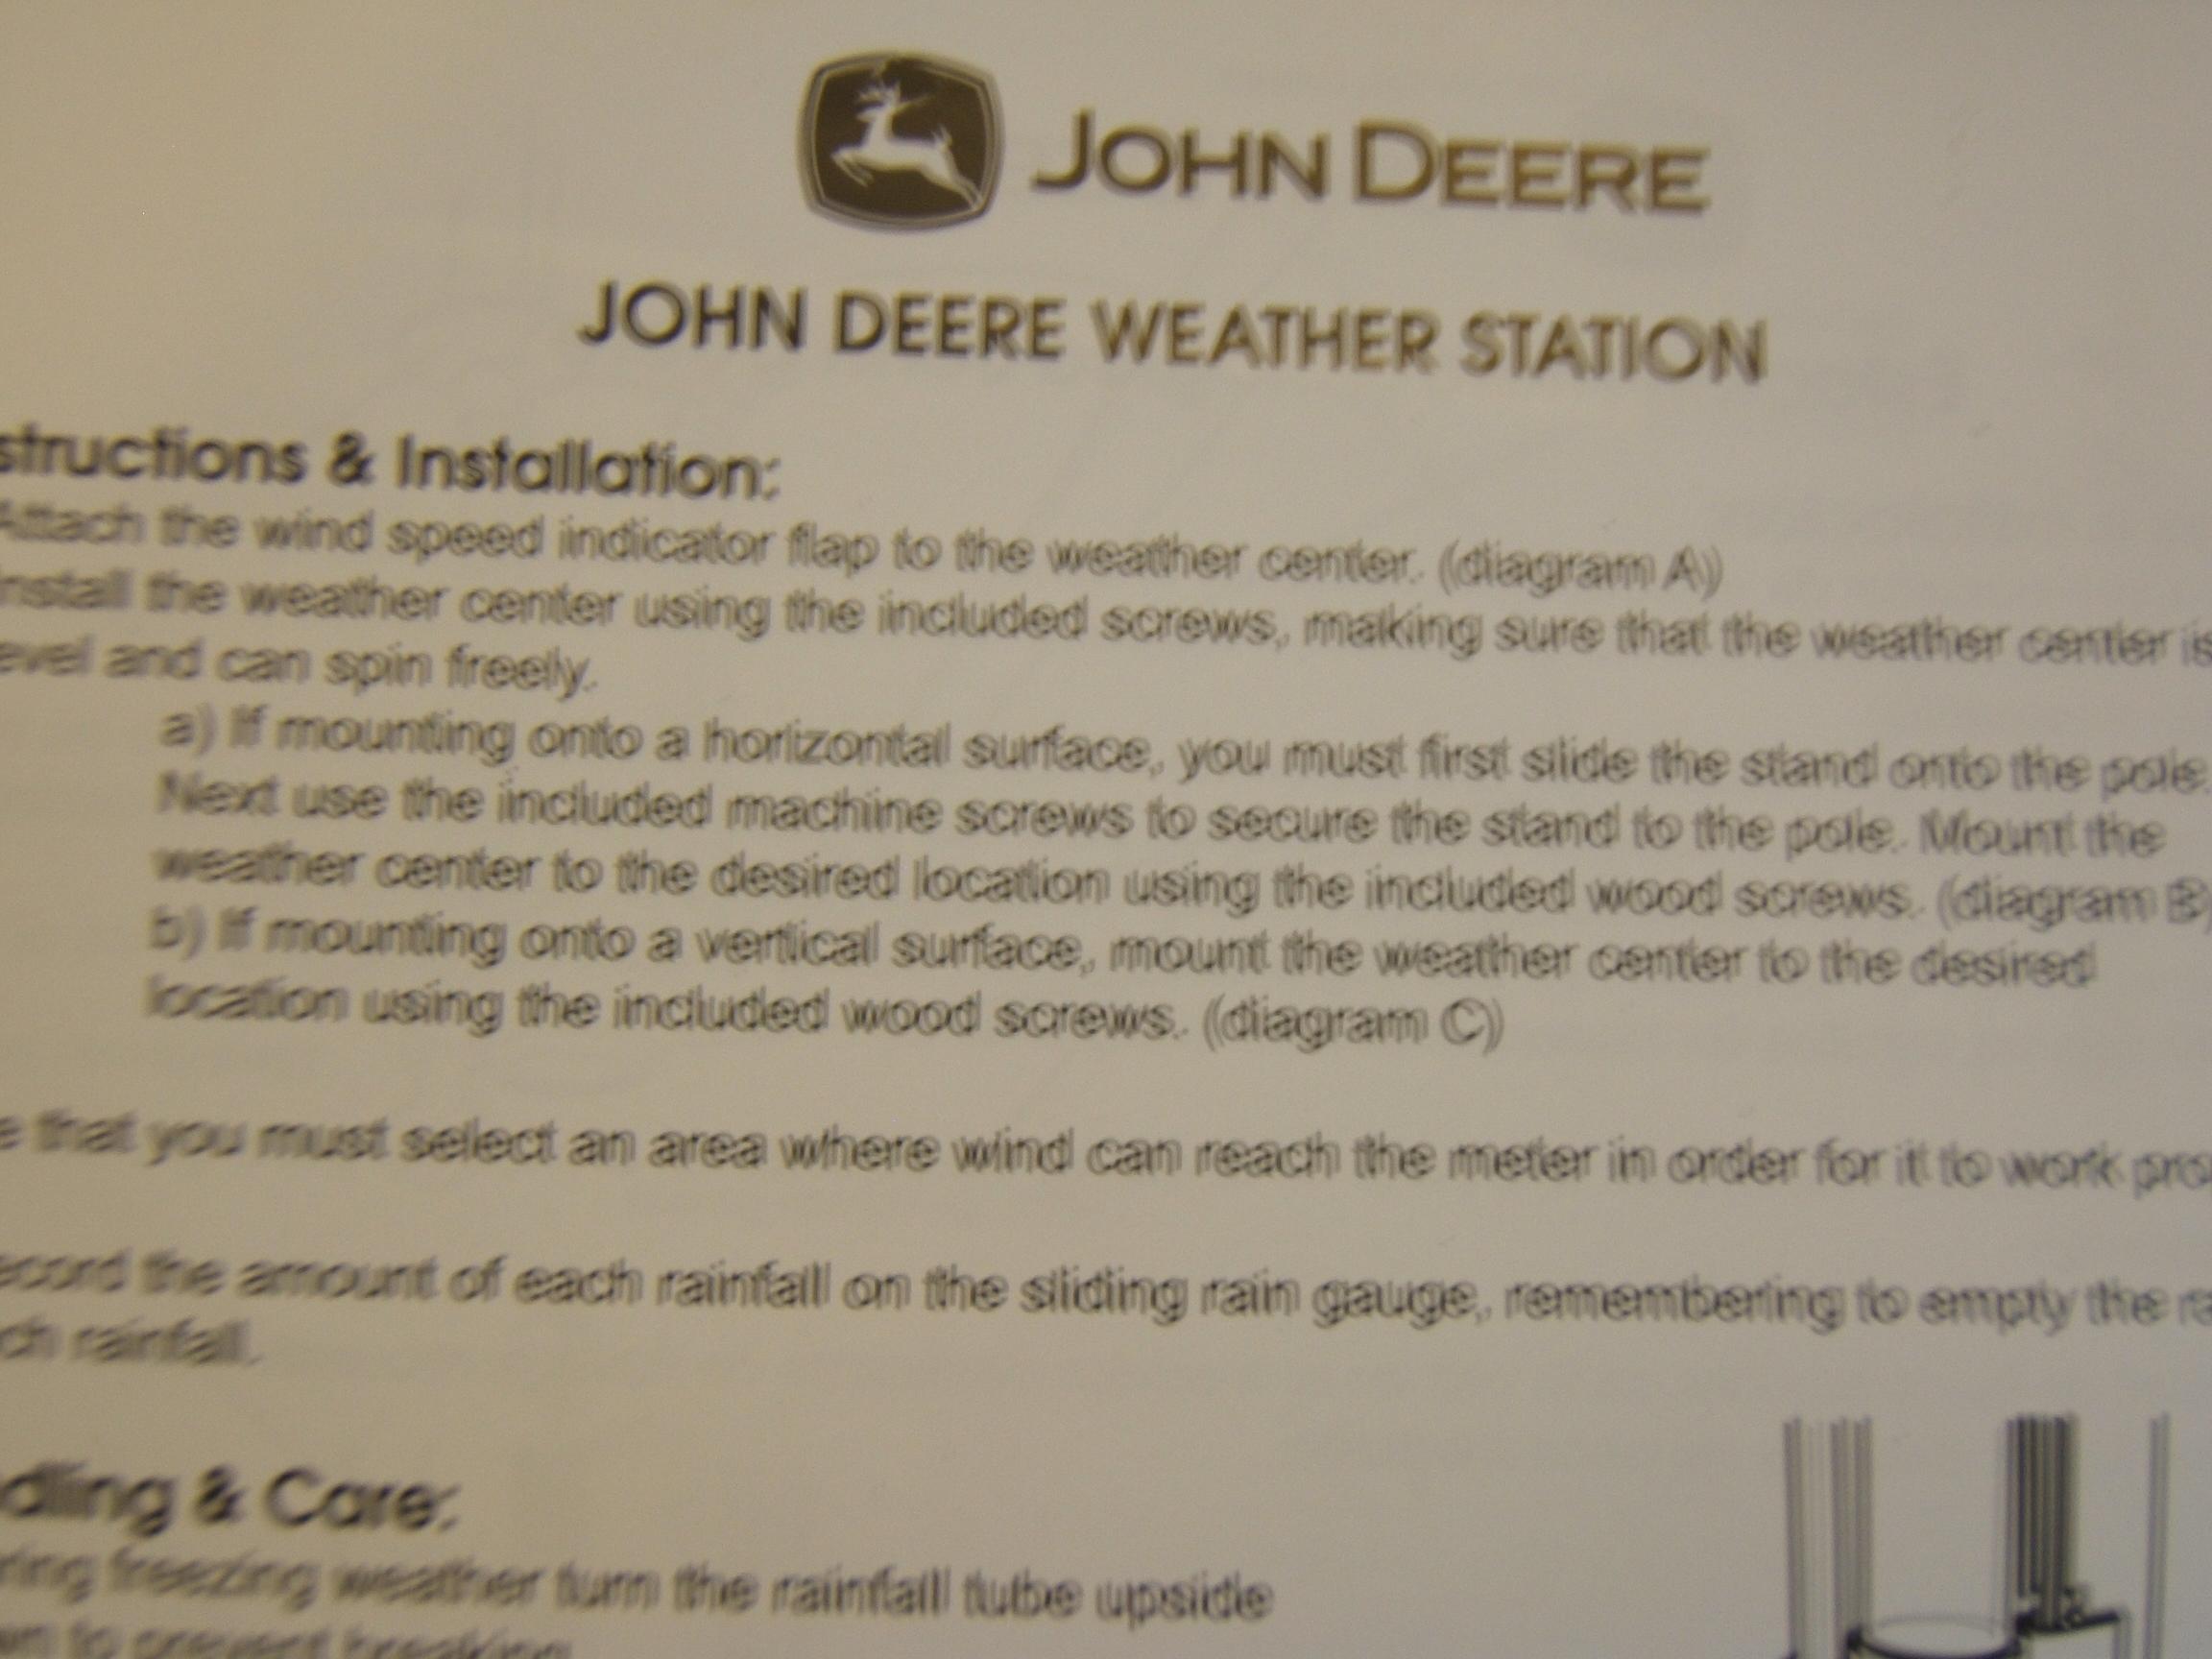 JOHN DEERE
JOHN DEERE WEATHER STATION
structions & Installation:
Attach the wind speed indicator flap to the weather center. (diagram A)
Install the weather center using the included screws, making sure that the weather center is
evel and can spin freely.
a) If mounting onto a horizontal surface, you must first slide the stand onto the pole.
Next use the included machine screws to secure the stand to the pole. Mount the
weather center to the desired location using the included wood screws. (diagram B)
b) If mounting onto a vertical surface, mount the weather center to the desired
location using the included wood screws. (diagram C)
e that you must select an area where wind can reach the meter in order for it to work pro
ecord the amount of each rainfall on the sliding rain gauge, remembering to empty the ra
ch rainfall.
dling & Care:
ring freezing weather turn the rainfall tube upside
wn to prevent breaking